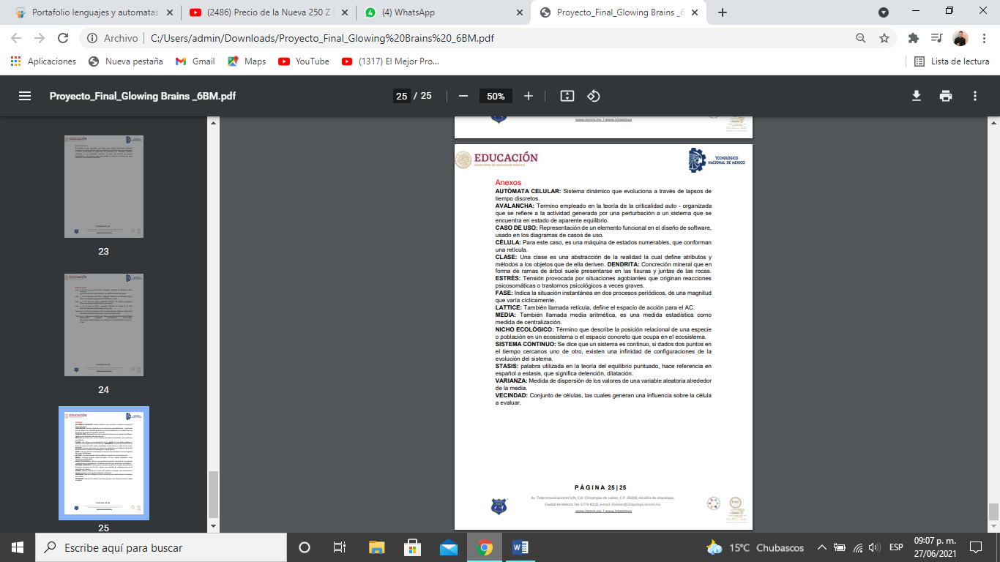 Portafolio lenguajes y automatas
(2486) Precio de la Nueva 250 Z
(4) WhatsApp
Proyecto_Final_Glowing Brains _6
Archivo
C:/Users/admin/Downloads/Proyecto_Final_Glowing%20Brains%20_6BM.pdf
Aplicaciones
Nueva pestaña
Gmail
Maps
YouTube
(1317) El Mejor Pro...
Lista de lectura
Proyecto_Final_Glowing Brains _6BM.pdf
25 / 25
50%
23
24
25
www.tecnm.mx | www.iztapalapa
EDUCACIÓN
SECRETARÍA DE EDUCACIÓN PÚBLICA
TECNOLÓGICO
NACIONAL DE MÉXICO
Anexos
AUTÓMATA CELULAR: Sistema dinámico que evoluciona a través de lapsos de
tiempo discretos.
AVALANCHA: Termino empleado en la teoría de la criticalidad auto - organizada
que se refiere a la actividad generada por una perturbación a un sistema que se
encuentra en estado de aparente equilibrio.
CASO DE USO: Representación de un elemento funcional en el diseño de software,
usado en los diagramas de casos de uso.
CÉLULA: Para este caso, es una máquina de estados numerables, que conforman
una retícula.
CLASE: Una clase es una abstracción de la realidad la cual define atributos y
métodos a los objetos que de ella deriven. DENDRITA: Concreción mineral que en
forma de ramas de árbol suele presentarse en las fisuras y juntas de las rocas.
ESTRÉS: Tensión provocada por situaciones agobiantes que originan reacciones
psicosomáticas o trastornos psicológicos a veces graves.
FASE: Indica la situación instantánea en dos procesos periódicos, de una magnitud
que varía cíclicamente.
LATTICE: También llamada retícula, define el espacio de acción para el AC.
MEDIA: También llamada media aritmética, es una medida estadística como
medida de centralización.
NICHO ECOLÓGICO: Término que describe la posición relacional de una especie
o población en un ecosistema o el espacio concreto que ocupa en el ecosistema.
SISTEMA CONTINUO: Se dice que un sistema es continuo, si dados dos puntos en
el tiempo cercanos uno de otro, existen una infinidad de configuraciones de la
evolución del sistema.
STASIS: palabra utilizada en la teoría del equilibrio puntuado, hace referencia en
español a estasis, que significa detención, dilatación.
VARIANZA: Medida de dispersión de los valores de una variable aleatoria alrededor
de la media.
VECINDAD: Conjunto de células, las cuales generan una influencia sobre la célula
a evaluar.
PÁGINA 25|25
Av. Telecomunicaciones S/N, Col. Chinampac de Juárez, C.P. 09208, Alcaldía de Iztapalapa,
Ciudad de México Tel. 5773-8210, e-mail: division@iztapalapa.tecnm.mx
www.tecnm.mx | www.iztapalapa
Escribe aquí para buscar
15°C Chubascos
ESP
09:07 p. m.
27/06/2021